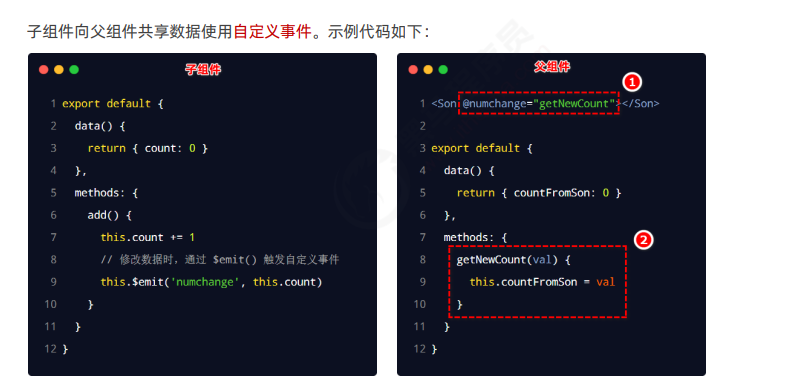 子组件向父组件共享数据使用自定义事件。示例代码如下：
子组件
1 export default {
2   data() {
3     return { count: 0 }
4   },
5   methods: {
6     add() {
7       this.count += 1
8       // 修改数据时，通过 $emit() 触发自定义事件
9       this.$emit('numchange', this.count)
10     }
11   }
12 }
父组件
1
1 <Son @numchange="getNewCount"></Son>
2
3 export default {
4   data() {
5     return { countFromSon: 0 }
6   },
7   methods: {
2
8     getNewCount(val) {
9       this.countFromSon = val
10     }
11   }
12 }